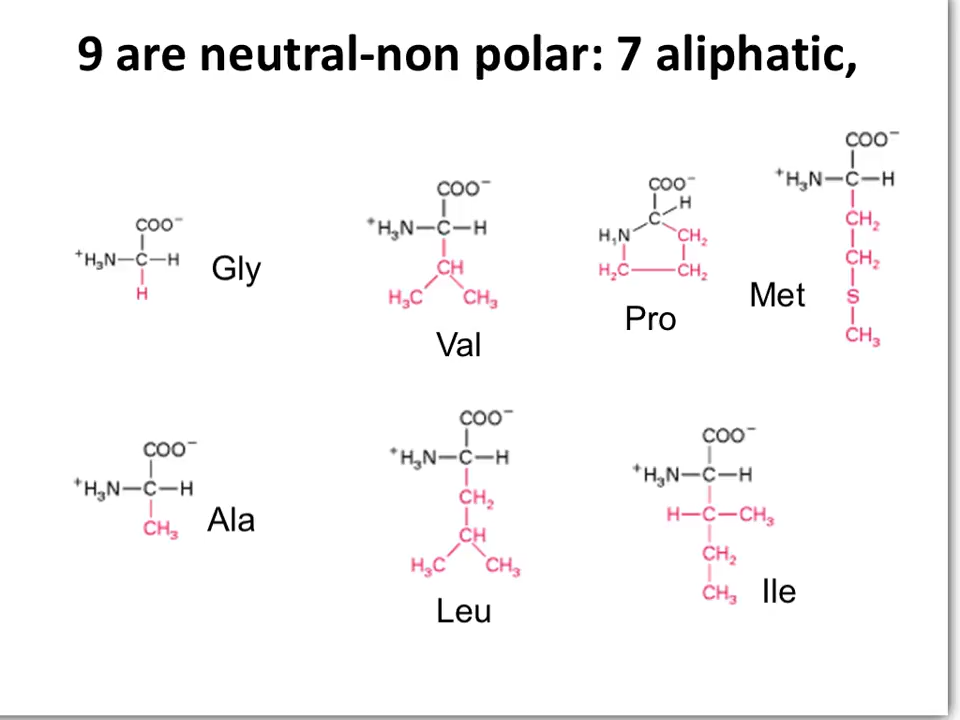 9 are neutral-non polar: 7 aliphatic,
COO⁻
⁺H₃N—C—H
H
Gly
COO⁻
⁺H₃N—C—H
CH
H₃C CH₃
Val
COO⁻
H
C
H₁N CH₂
H₂C—CH₂
Pro
COO⁻
⁺H₃N—C—H
CH₂
CH₂
S
CH₃
Met
COO⁻
⁺H₃N—C—H
CH₃
Ala
COO⁻
⁺H₃N—C—H
CH₂
CH
H₃C CH₃
Leu
COO⁻
⁺H₃N—C—H
H—C—CH₃
CH₂
CH₃
Ile